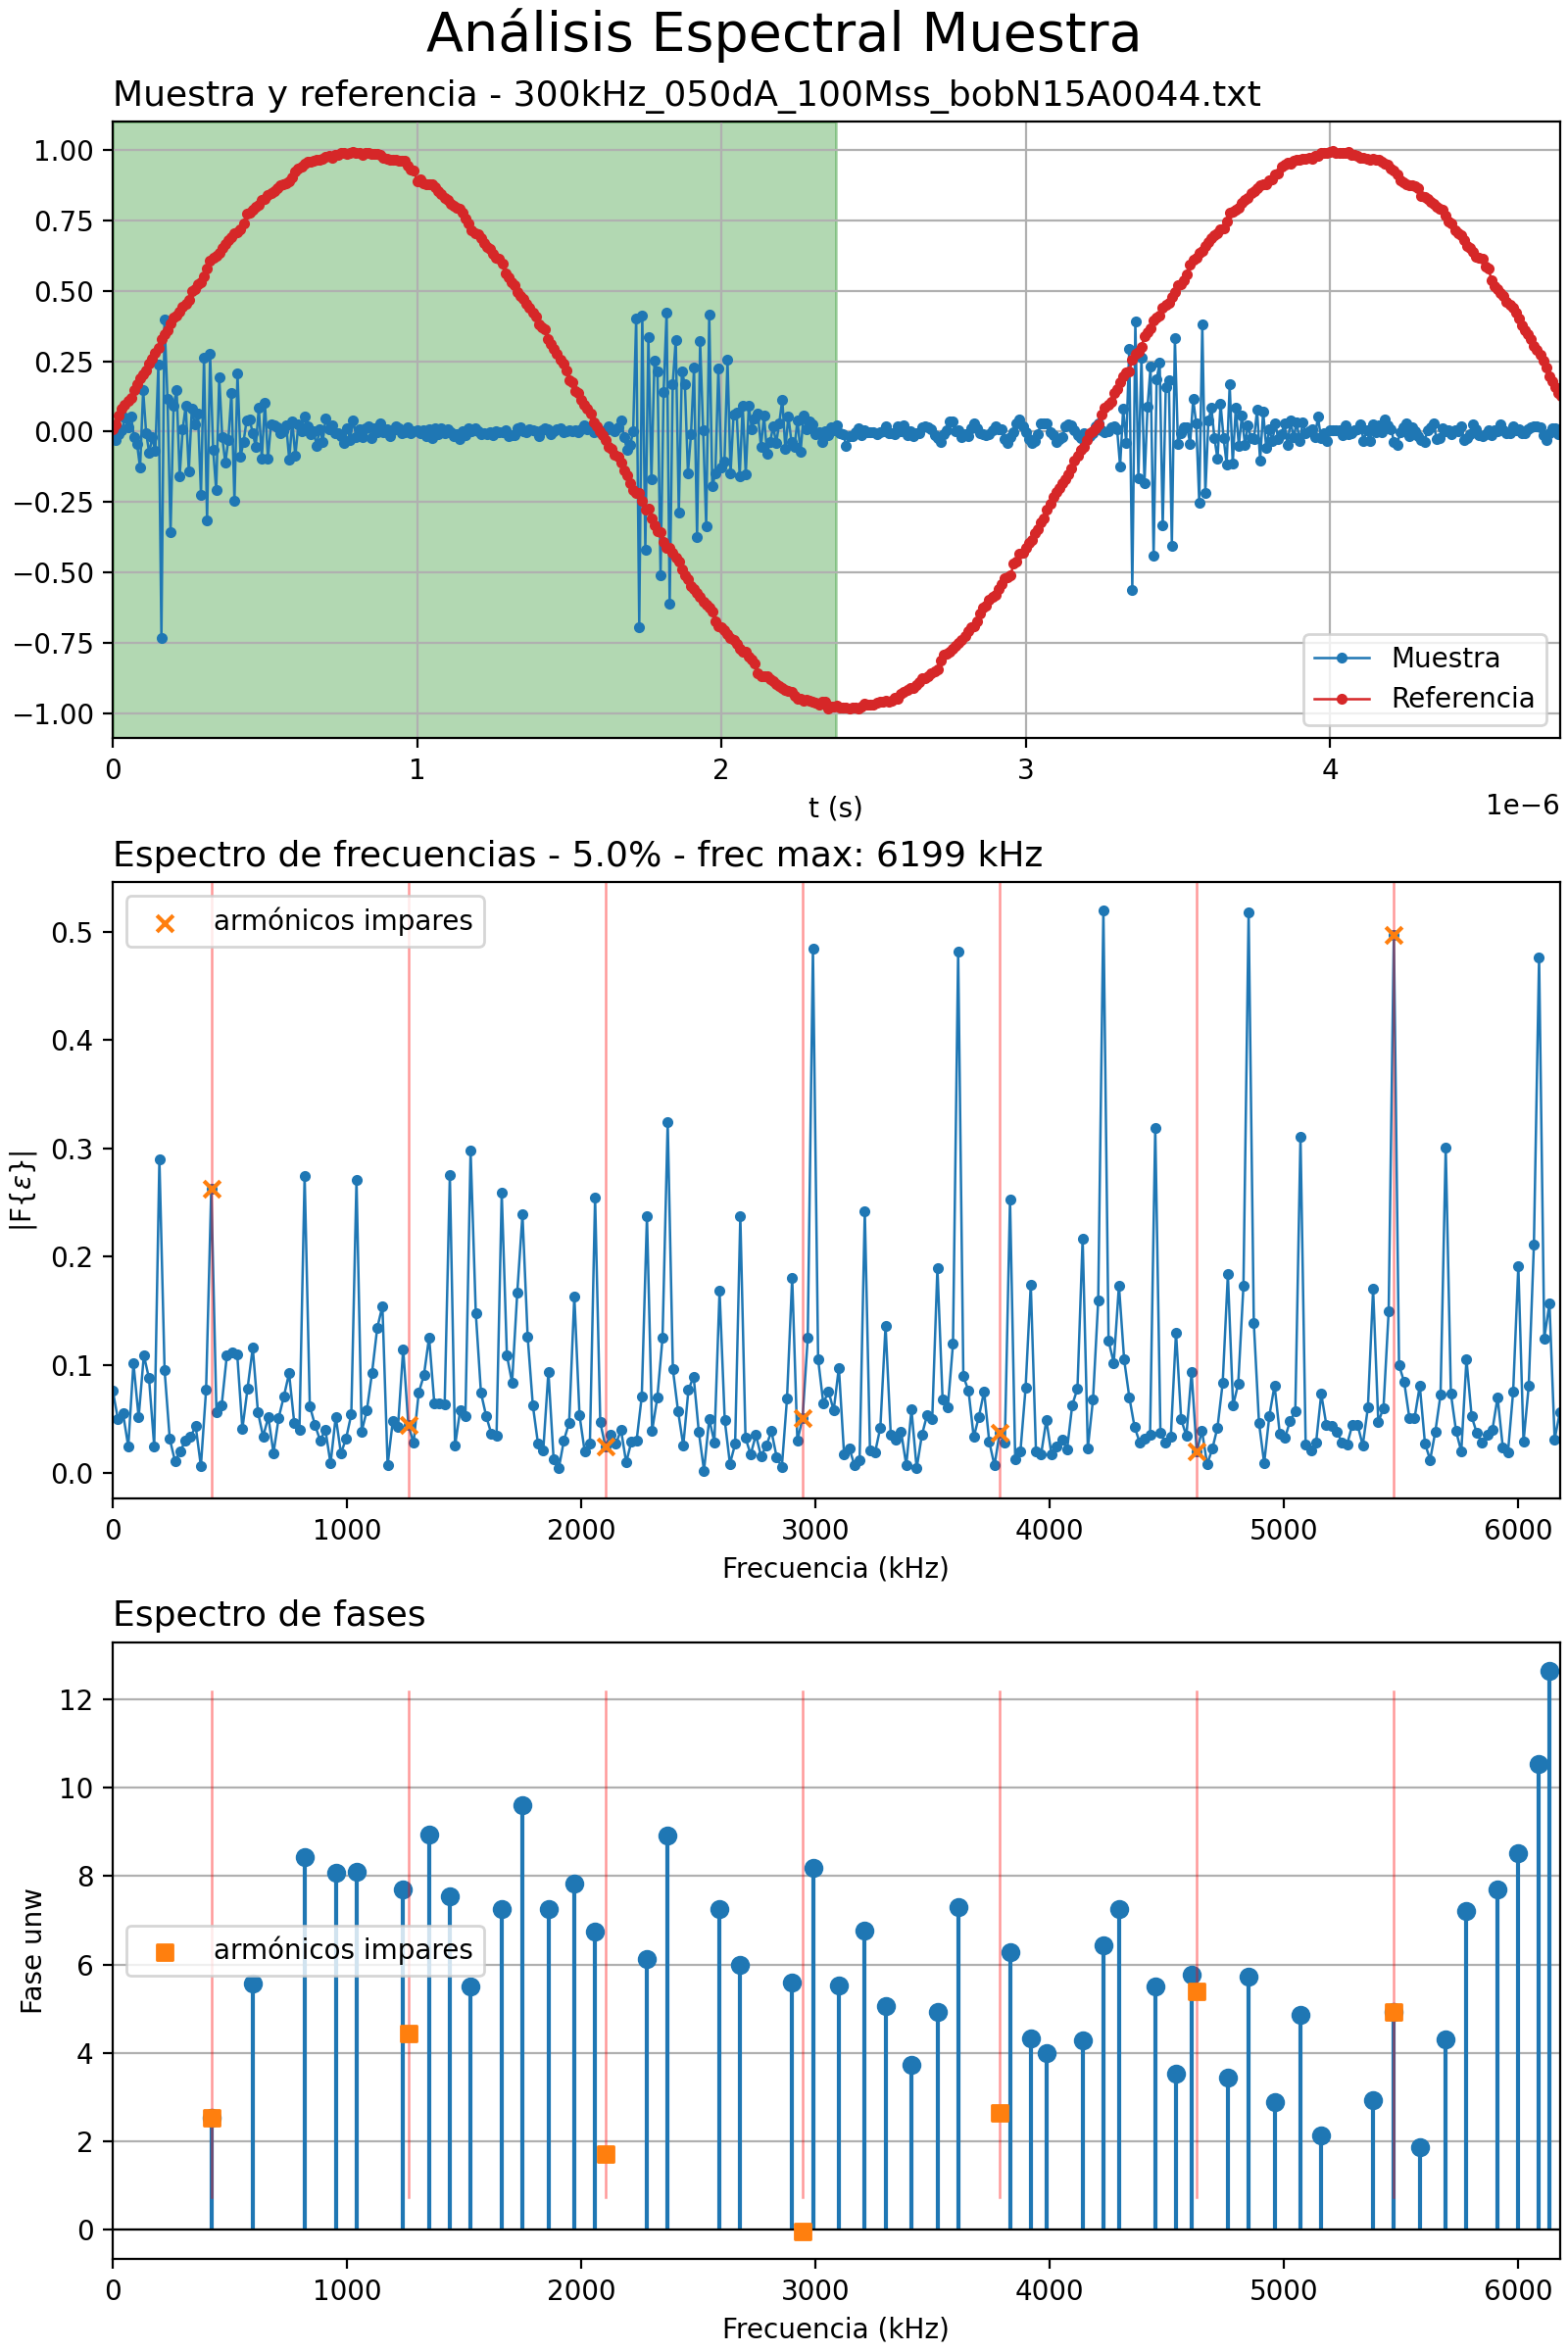 Análisis Espectral Muestra
Muestra y referencia - 300kHz_050dA_100Mss_bobN15A0044.txt
1.00
0.75
0.50
0.25
0.00
−0.25
−0.50
−0.75
−1.00
Muestra
Referencia
0 1 2 3 4
t (s)
1e−6
Espectro de frecuencias - 5.0% - frec max: 6199 kHz
armónicos impares
|F{ε}|
0.5
0.4
0.3
0.2
0.1
0.0
0 1000 2000 3000 4000 5000 6000
Frecuencia (kHz)
Espectro de fases
armónicos impares
Fase unw
12
10
8
6
4
2
0
0 1000 2000 3000 4000 5000 6000
Frecuencia (kHz)